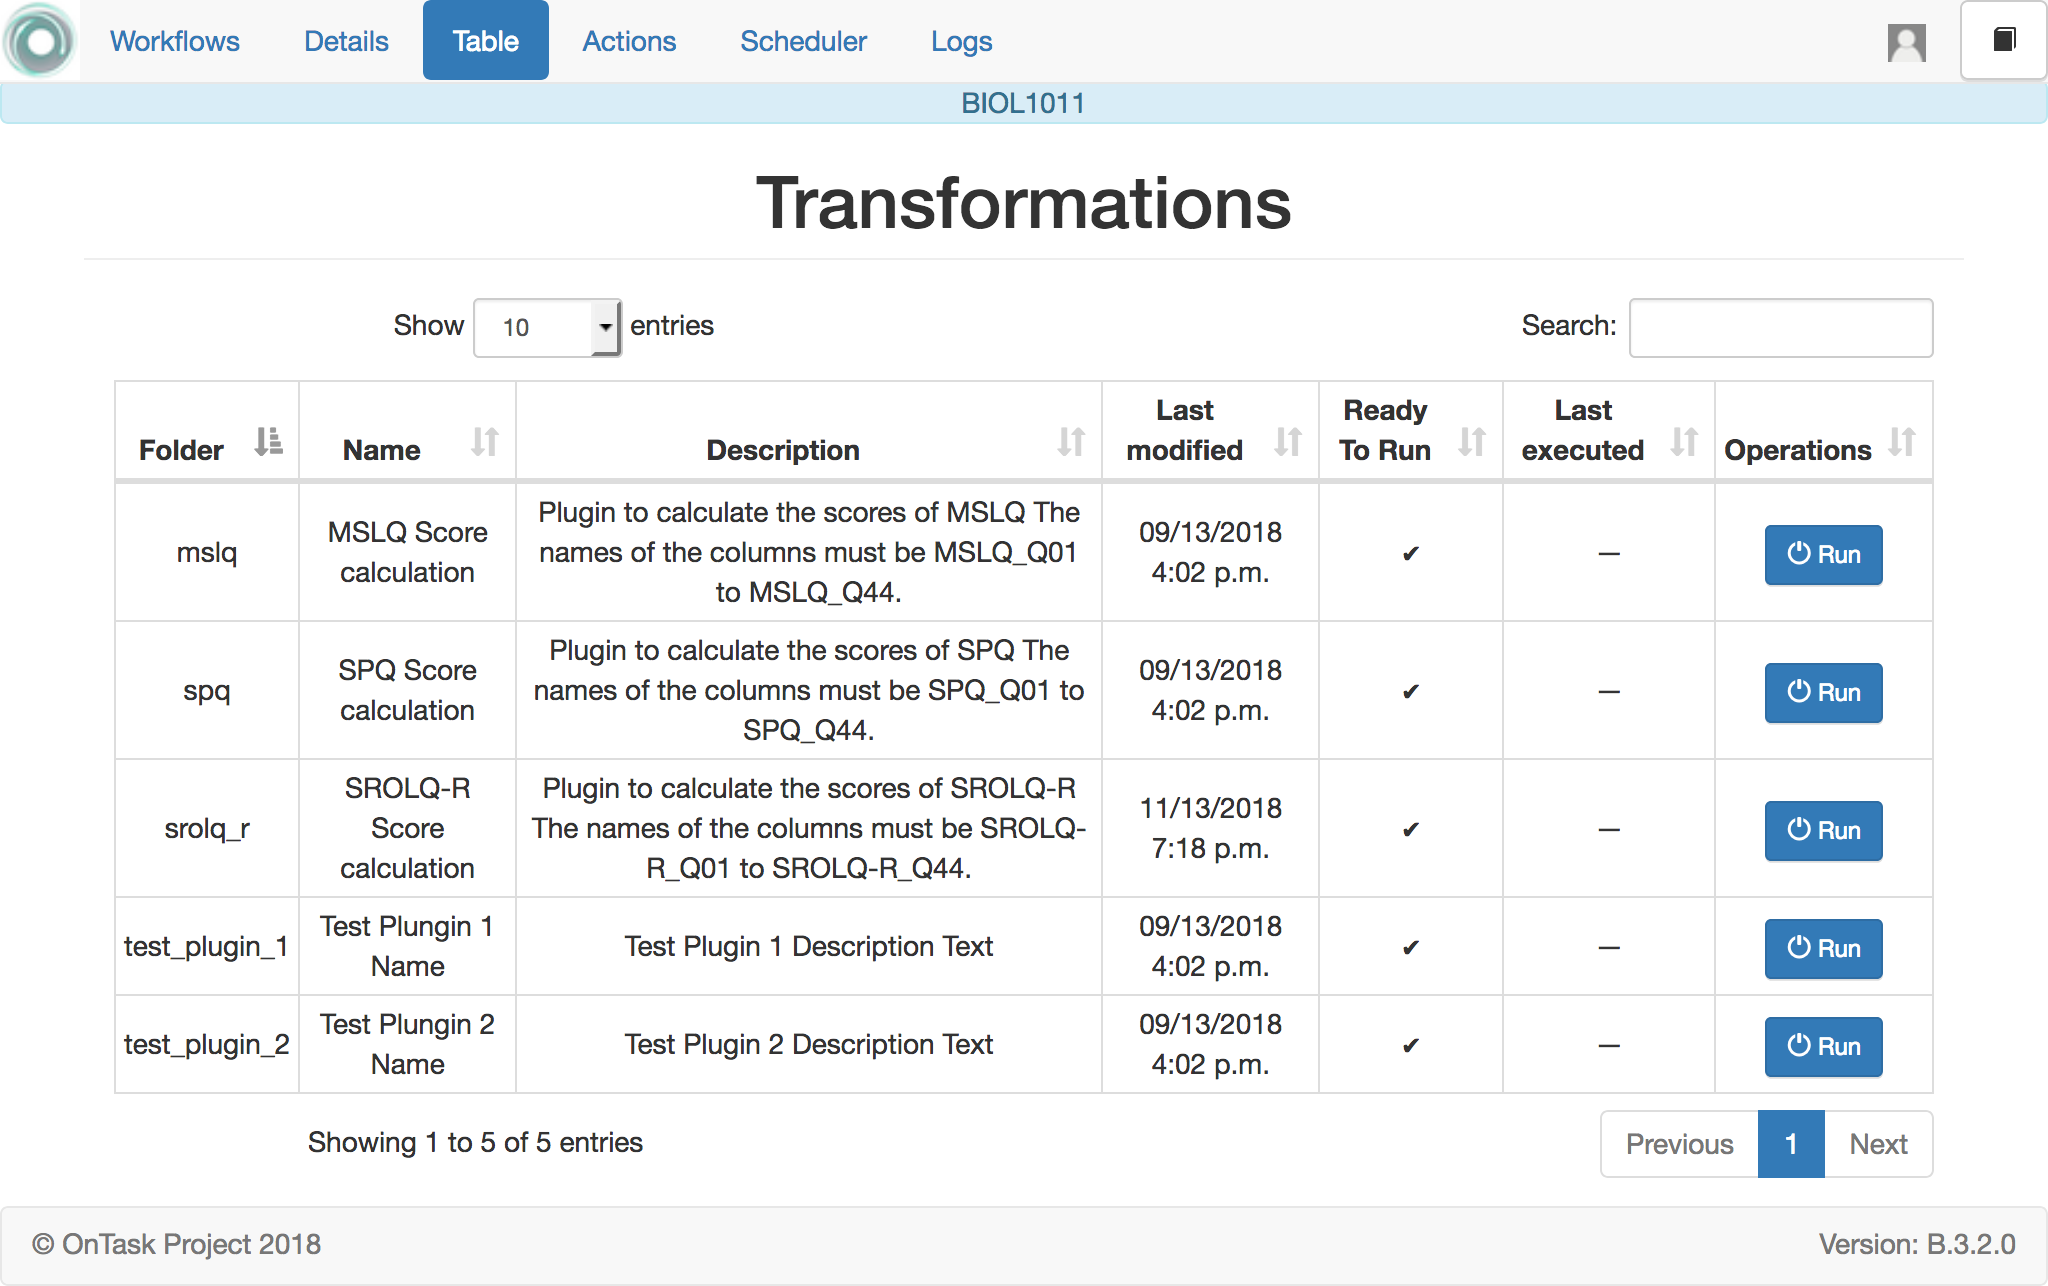 Workflows Details Table Actions Scheduler Logs
BIOL1011
Transformations
Show 10 entries Search:
Folder Name Description Last modified Ready To Run Last executed Operations
mslq
MSLQ Score
calculation
Plugin to calculate the scores of MSLQ The
names of the columns must be MSLQ_Q01
to MSLQ_Q44.
09/13/2018
4:02 p.m.
✔
—
Run
spq
SPQ Score
calculation
Plugin to calculate the scores of SPQ The
names of the columns must be SPQ_Q01 to
SPQ_Q44.
09/13/2018
4:02 p.m.
✔
—
Run
srolq_r
SROLQ-R
Score
calculation
Plugin to calculate the scores of SROLQ-R
The names of the columns must be SROLQ-
R_Q01 to SROLQ-R_Q44.
11/13/2018
7:18 p.m.
✔
—
Run
test_plugin_1
Test Plungin 1
Name
Test Plugin 1 Description Text
09/13/2018
4:02 p.m.
✔
—
Run
test_plugin_2
Test Plungin 2
Name
Test Plugin 2 Description Text
09/13/2018
4:02 p.m.
✔
—
Run
Showing 1 to 5 of 5 entries
Previous 1 Next
© OnTask Project 2018 Version: B.3.2.0